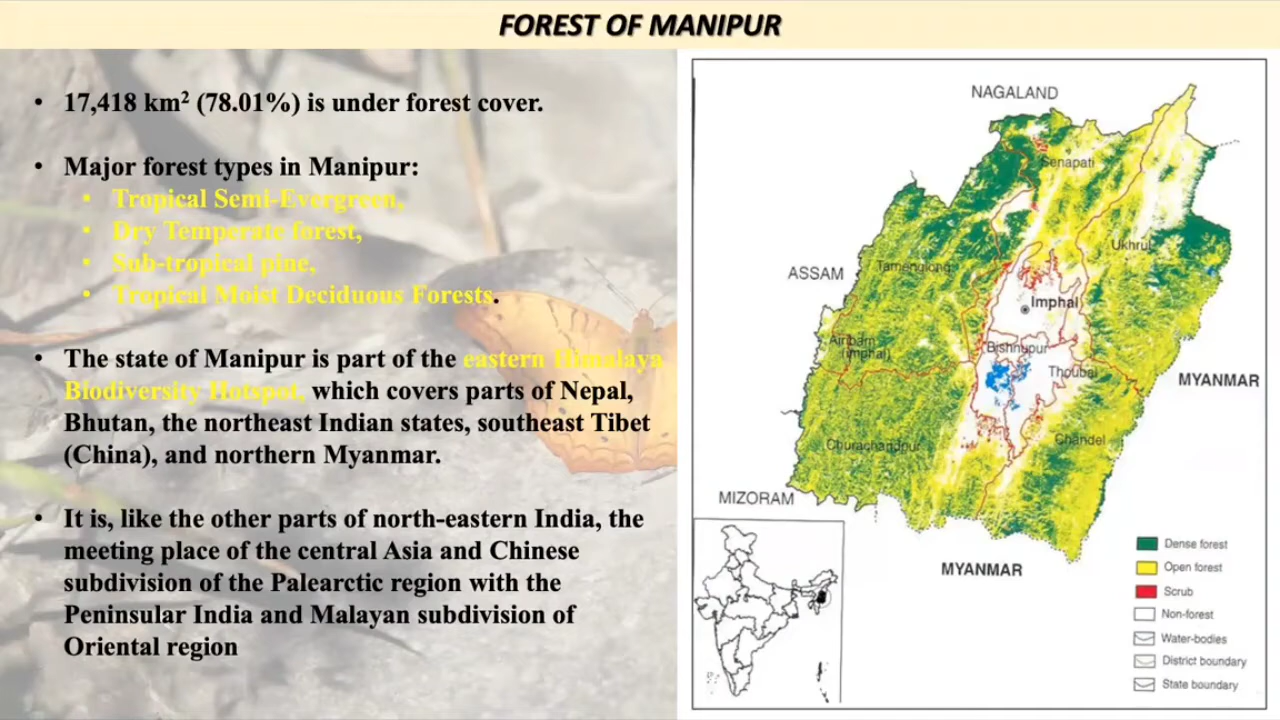 FOREST OF MANIPUR
• 17,418 km² (78.01%) is under forest cover.
• Major forest types in Manipur:
• Tropical Semi-Evergreen,
• Dry Temperate forest,
• Sub-tropical pine,
• Tropical Moist Deciduous Forests.
• The state of Manipur is part of the eastern Himalaya
Biodiversity Hotspot, which covers parts of Nepal,
Bhutan, the northeast Indian states, southeast Tibet
(China), and northern Myanmar.
• It is, like the other parts of north-eastern India, the
meeting place of the central Asia and Chinese
subdivision of the Palearctic region with the
Peninsular India and Malayan subdivision of
Oriental region
NAGALAND
Senapati
Ukhrul
ASSAM
Tamenglong
Imphal
(Imphal)
Bishnupur
Thoubal
MYANMAR
Churachandpur
Chandel
MIZORAM
MYANMAR
Dense forest
Open forest
Scrub
Non-forest
Water-bodies
District boundary
State boundary